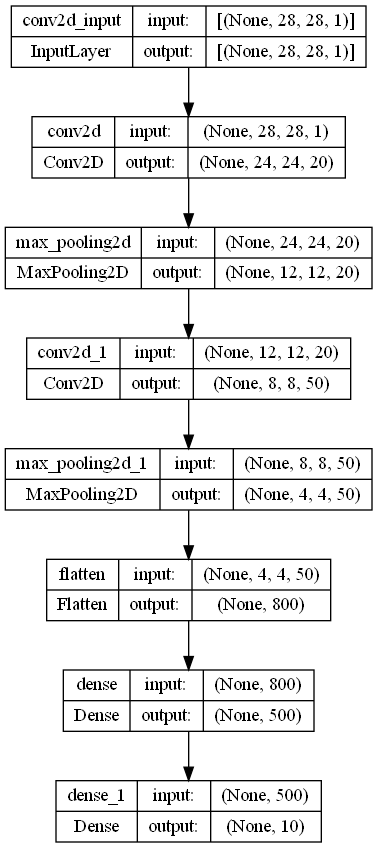 conv2d_input input: [(None, 28, 28, 1)]
InputLayer output: [(None, 28, 28, 1)]
conv2d input: (None, 28, 28, 1)
Conv2D output: (None, 24, 24, 20)
max_pooling2d input: (None, 24, 24, 20)
MaxPooling2D output: (None, 12, 12, 20)
conv2d_1 input: (None, 12, 12, 20)
Conv2D output: (None, 8, 8, 50)
max_pooling2d_1 input: (None, 8, 8, 50)
MaxPooling2D output: (None, 4, 4, 50)
flatten input: (None, 4, 4, 50)
Flatten output: (None, 800)
dense input: (None, 800)
Dense output: (None, 500)
dense_1 input: (None, 500)
Dense output: (None, 10)